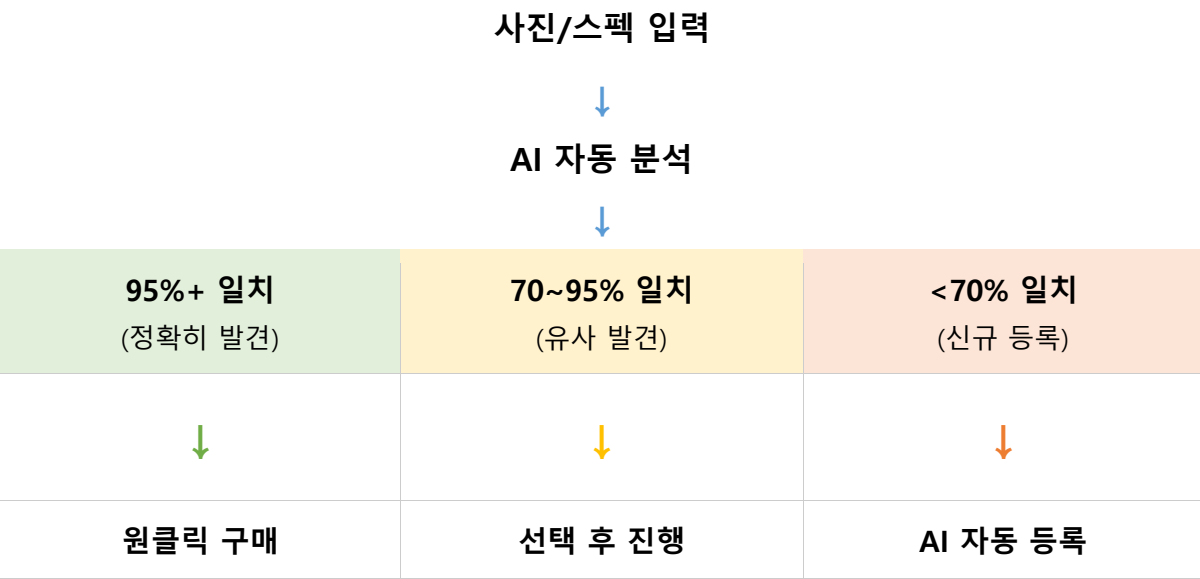 사진/스펙 입력
↓
AI 자동 분석
↓
95%+ 일치
(정확히 발견)
70~95% 일치
(유사 발견)
<70% 일치
(신규 등록)
↓ ↓ ↓
원클릭 구매
선택 후 진행
AI 자동 등록